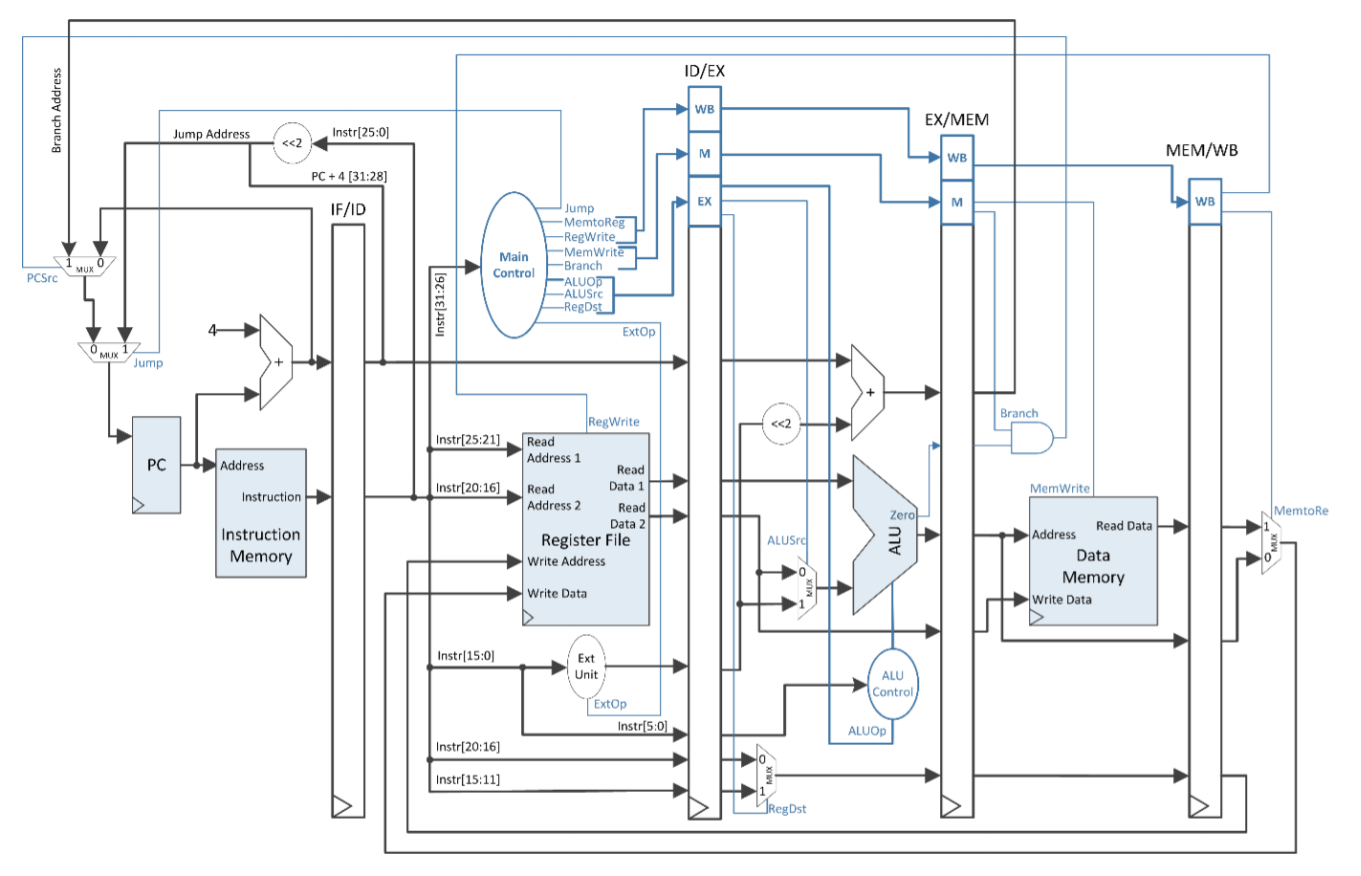 ID/EX
EX/MEM
MEM/WB
IF/ID
Branch Address
Jump Address
<<2
Instr[25:0]
PC + 4 [31:28]
WB
M
EX
WB
M
WB
1 MUX 0
PCSrc
0 MUX 1
Jump
4
+
PC
Address
Instruction
Instruction
Memory
Instr[31:26]
Main
Control
Jump
MemtoReg
RegWrite
MemWrite
Branch
ALUOp
ALUSrc
RegDst
ExtOp
RegWrite
Instr[25:21]
Instr[20:16]
Read
Address 1
Read
Address 2
Read
Data 1
Read
Data 2
Register File
Write Address
Write Data
Instr[15:0]
Ext
Unit
ExtOp
Instr[5:0]
Instr[20:16]
Instr[15:11]
+
<<2
ALUSrc
0
MUX
1
Zero
ALU
ALU
Control
ALUOp
0
MUX
1
RegDst
Branch
MemWrite
Address
Read Data
Data
Memory
Write Data
MemtoRe
1
MUX
0